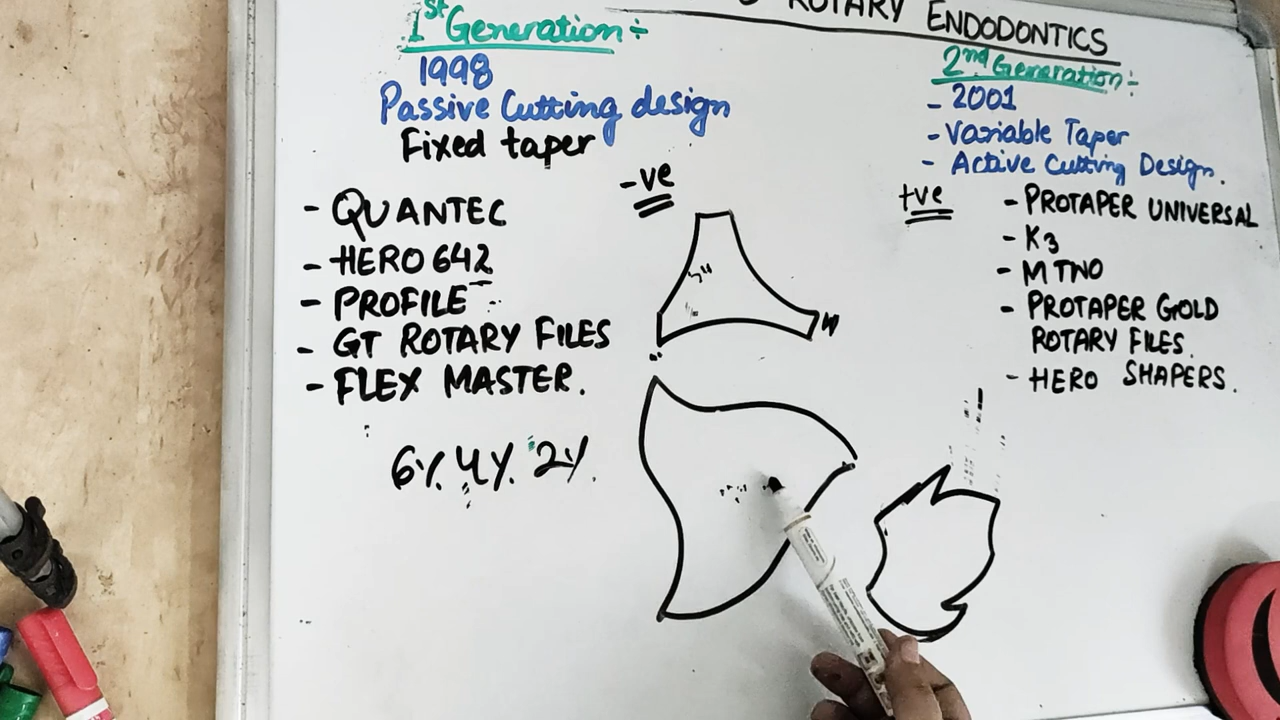 ROTARY ENDODONTICS
1st Generation :-
1998
Passive Cutting design
Fixed taper
- QUANTEC
- HERO 642
- PROFILE
- GT ROTARY FILES
- FLEX MASTER.
6% 4% 2%
-ve
2nd Generation :-
- 2001
- Variable Taper
- Active Cutting Design.
+ve
- PROTAPER UNIVERSAL
- K3
- MTNO
- PROTAPER GOLD
ROTARY FILES.
- HERO SHAPERS.